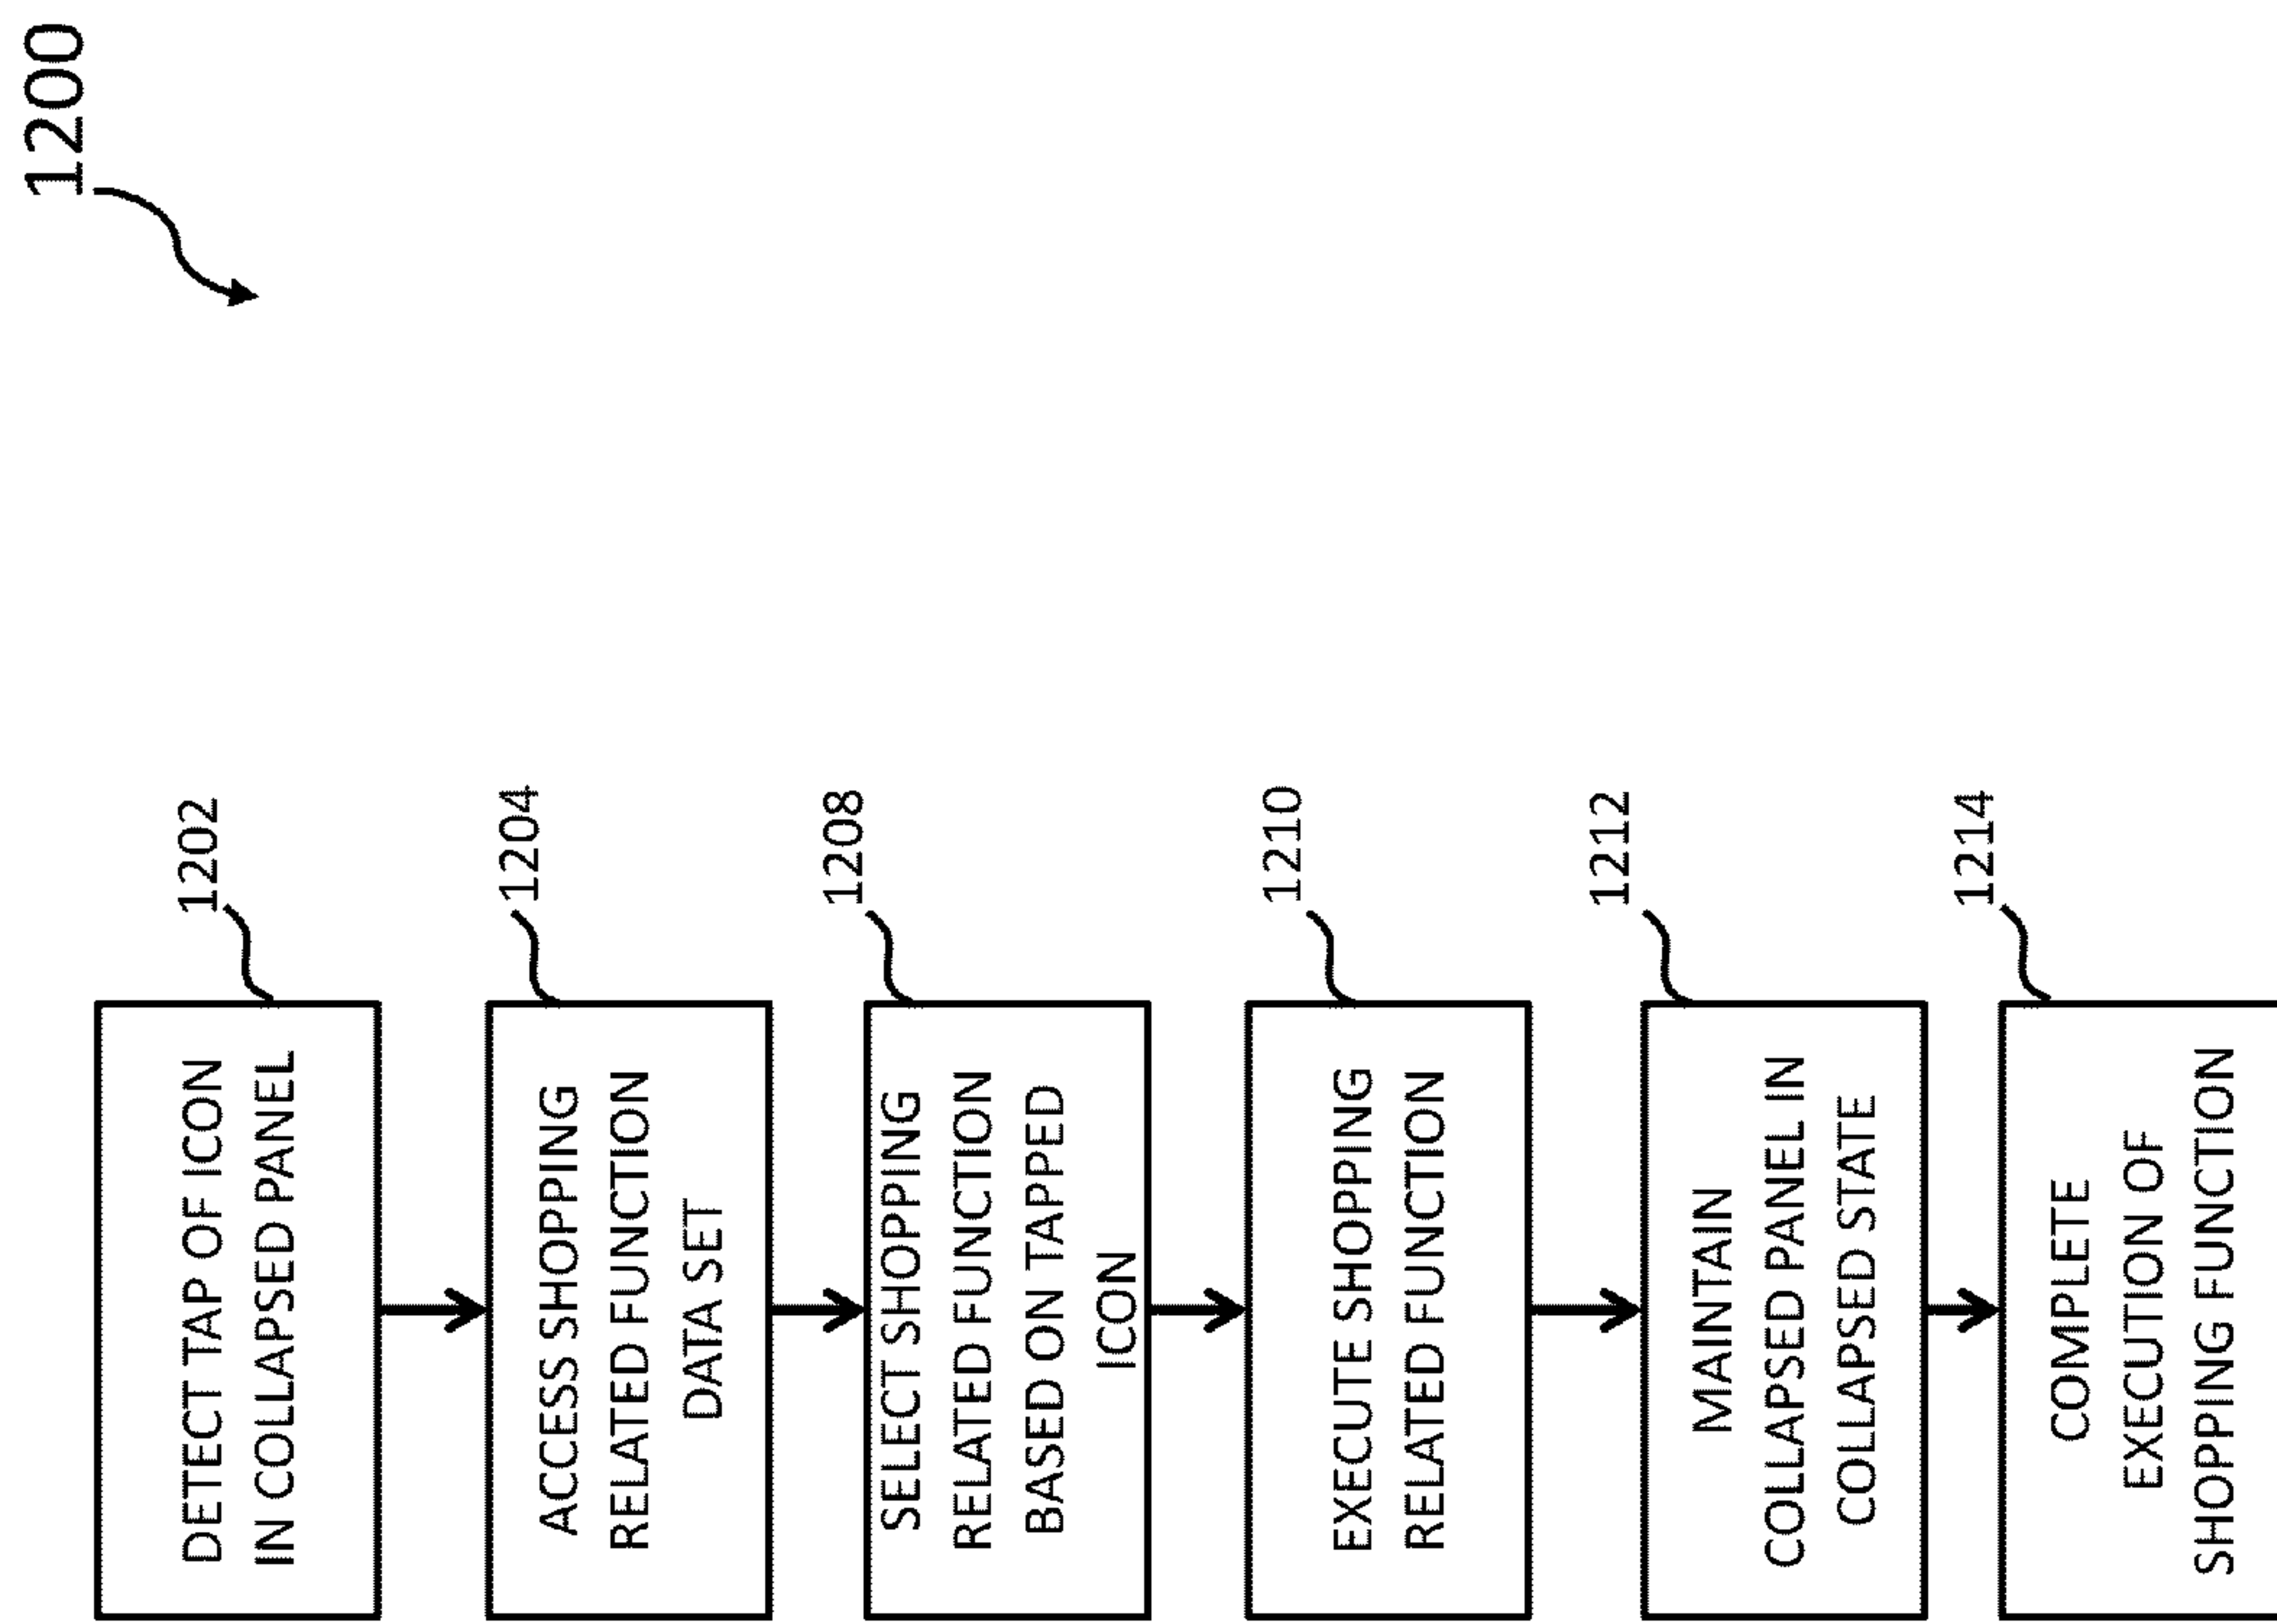 1200
DETECT TAP OF ICON
IN COLLAPSED PANEL
1202
ACCESS SHOPPING
RELATED FUNCTION
DATA SET
1204
SELECT SHOPPING
RELATED FUNCTION
BASED ON TAPPED
ICON
1208
EXECUTE SHOPPING
RELATED FUNCTION
1210
MAINTAIN
COLLAPSED PANEL IN
COLLAPSED STATE
1212
COMPLETE
EXECUTION OF
SHOPPING FUNCTION
1214